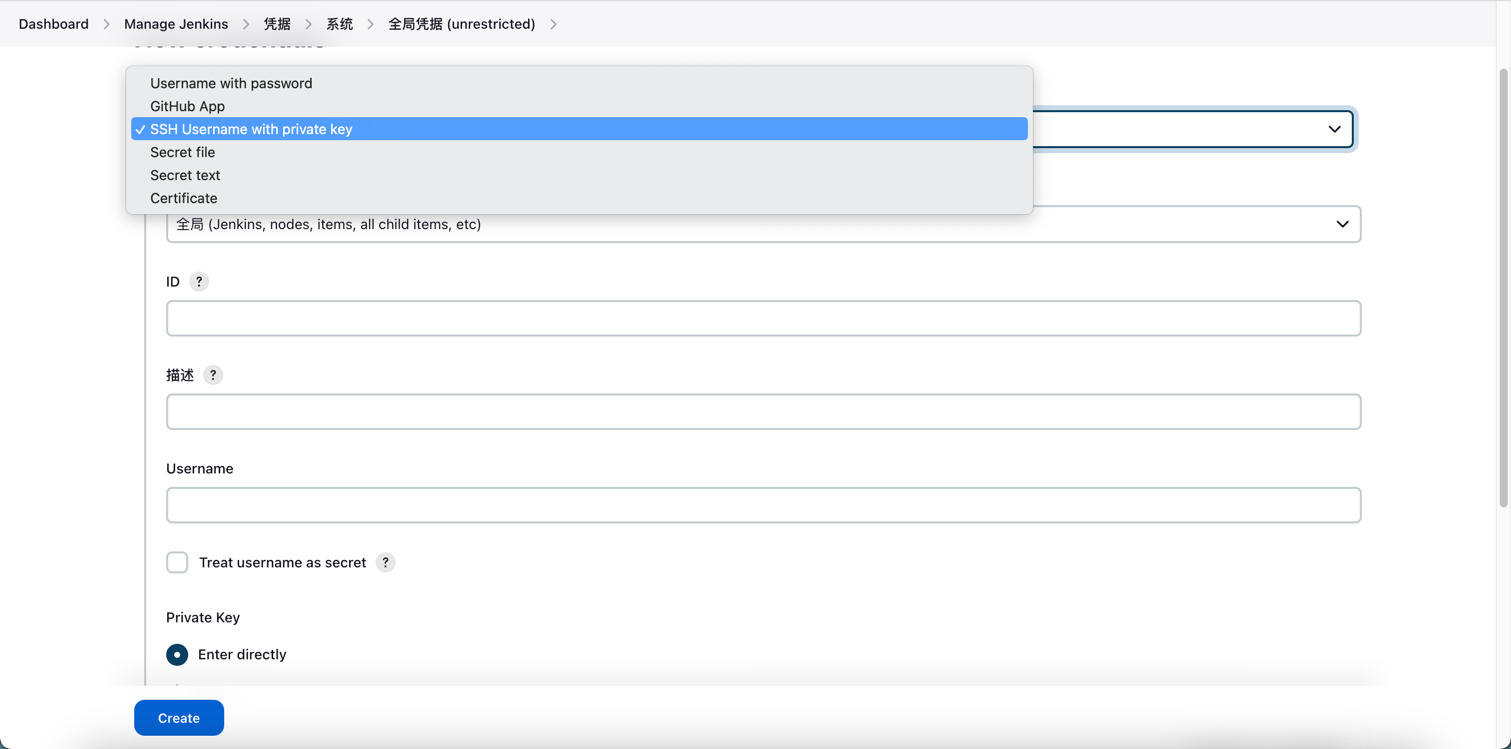 Dashboard > Manage Jenkins > 凭据 > 系统 > 全局凭据 (unrestricted) >
Username with password
GitHub App
✓ SSH Username with private key
Secret file
Secret text
Certificate
全局 (Jenkins, nodes, items, all child items, etc)
ID ?
描述 ?
Username
Treat username as secret ?
Private Key
Enter directly
Create